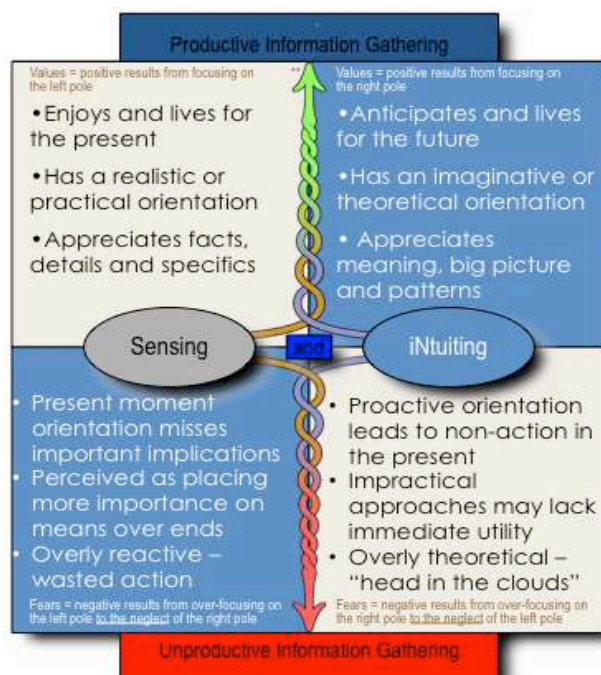 Productive Information Gathering
Values = positive results from focusing on
the left pole
•Enjoys and lives for
the present
•Has a realistic or
practical orientation
•Appreciates facts,
details and specifics
Values = positive results from focusing on
the right pole
•Anticipates and lives
for the future
•Has an imaginative or
theoretical orientation
• Appreciates
meaning, big picture
and patterns
Sensing
and
iNtuiting
• Present moment
orientation misses
important implications
• Perceived as placing
more importance on
means over ends
• Overly reactive –
wasted action
Fears = negative results from over-focusing on
the left pole to the neglect of the right pole
• Proactive orientation
leads to non-action in
the present
• Impractical
approaches may lack
immediate utility
• Overly theoretical –
“head in the clouds”
Fears = negative results from over-focusing on
the right pole to the neglect of the left pole
Unproductive Information Gathering